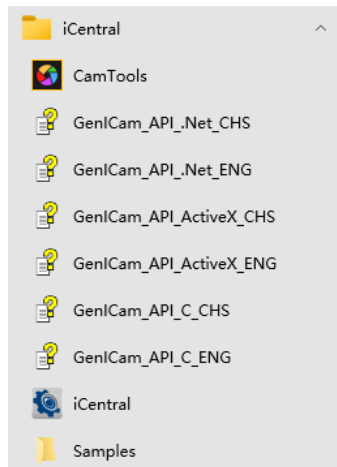 iCentral
CamTools
GenICam_API_.Net_CHS
GenICam_API_.Net_ENG
GenICam_API_ActiveX_CHS
GenICam_API_ActiveX_ENG
GenICam_API_C_CHS
GenICam_API_C_ENG
iCentral
Samples